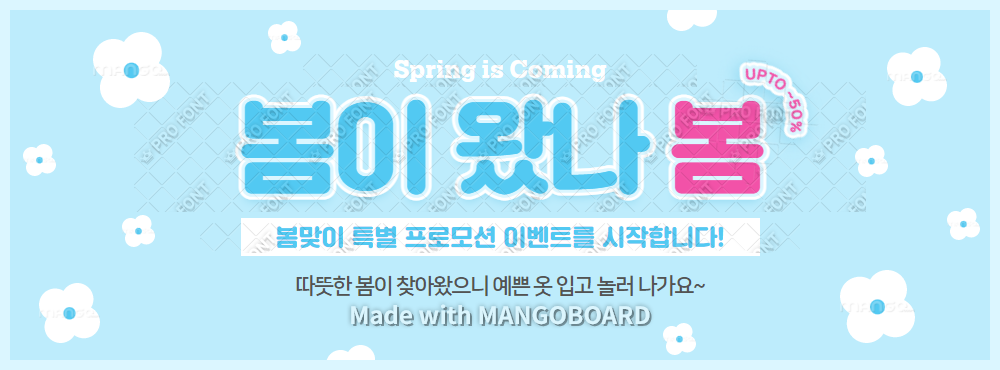 Spring is Coming
UPTO ~50%
봄이 왔나 봄
봄맞이 특별 프로모션 이벤트를 시작합니다!
따뜻한 봄이 찾아왔으니 예쁜 옷 입고 놀러 나가요~
Made with MANGOBOARD